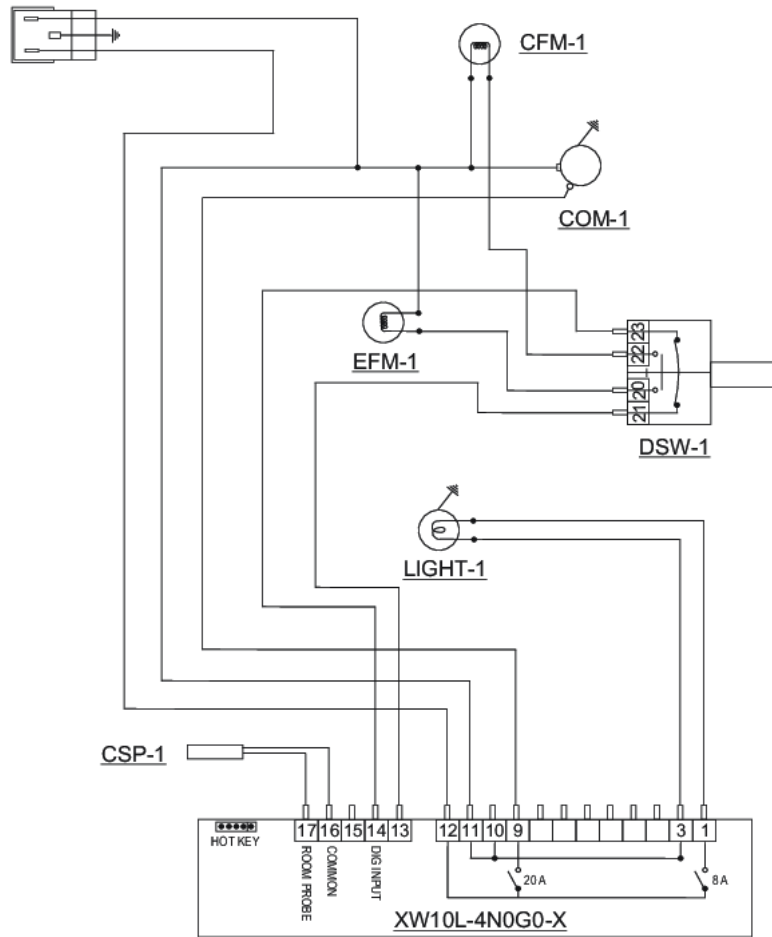 CFM-1
COM-1
EFM-1
23
22
20
21
DSW-1
LIGHT-1
CSP-1
HOT KEY
17 16 15 14 13 12 11 10 9 3 1
ROOM PROBE
COMMON
DIG INPUT
20A
8A
XW10L-4N0G0-X